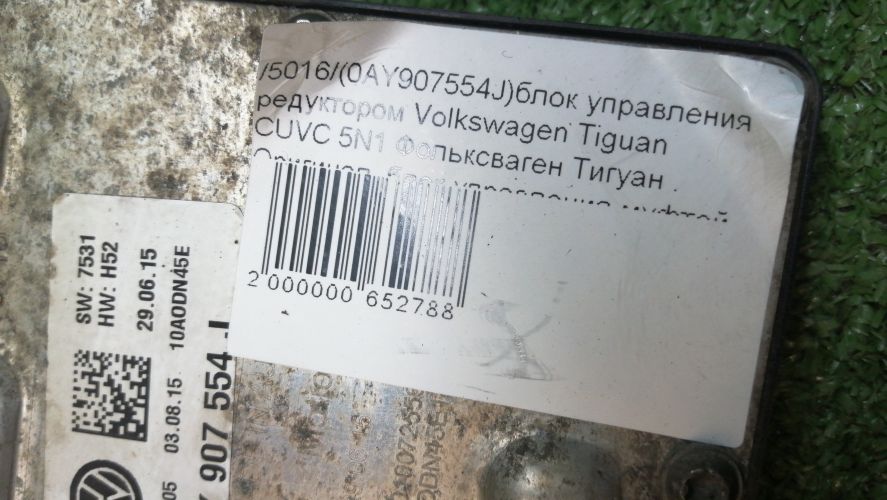 /5016/(0AY907554J)блок управления
редуктором Volkswagen Tiguan
CUVC 5N1 Фольксваген Тигуан
2 000000 652788
SW: 7531
HW: H52
29.06.15
03.08.15 10A0DN45E
907 554 J